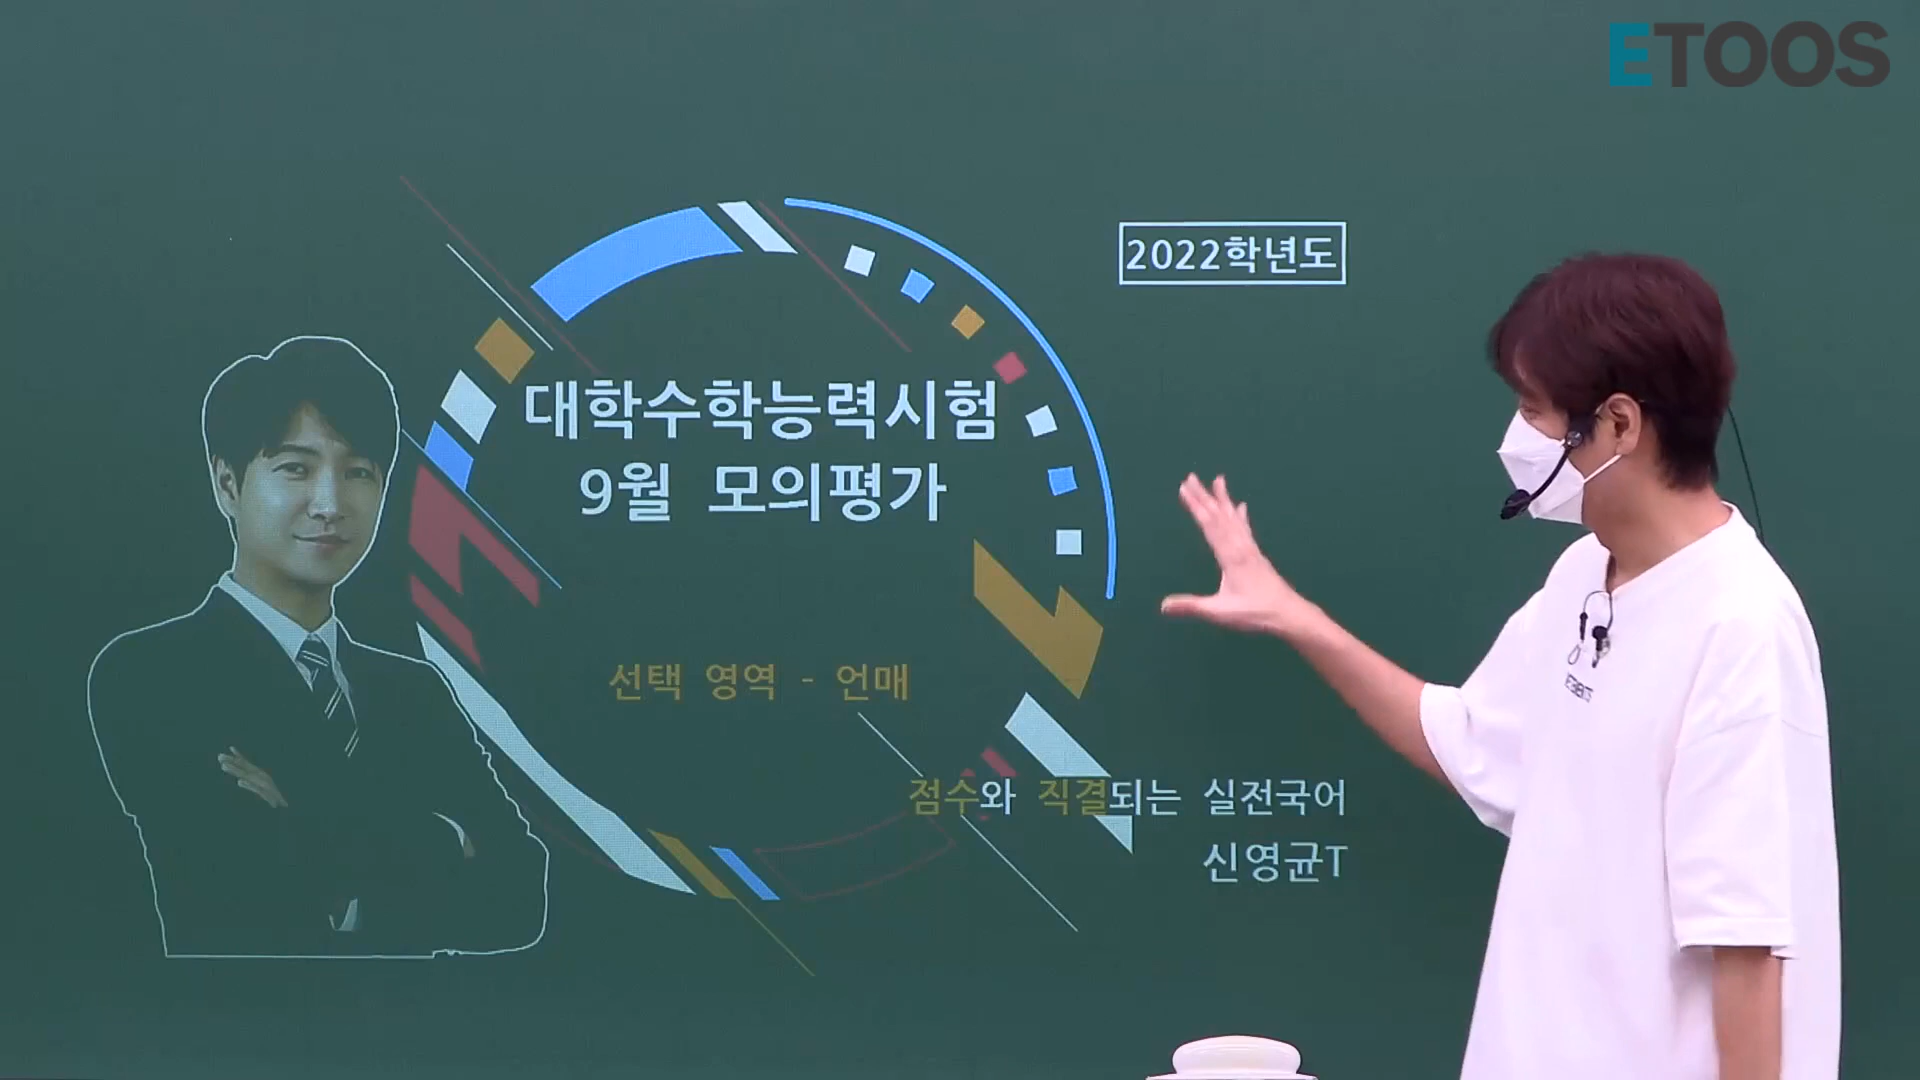 ETOOS
2022학년도
대학수학능력시험
9월 모의평가
선택 영역 - 언매
점수와 직결되는 실전국어
신영균T